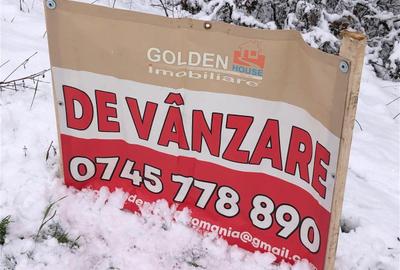 GOLDEN
HOUSE
Imobiliare
DE VÂNZARE
0745 778 890